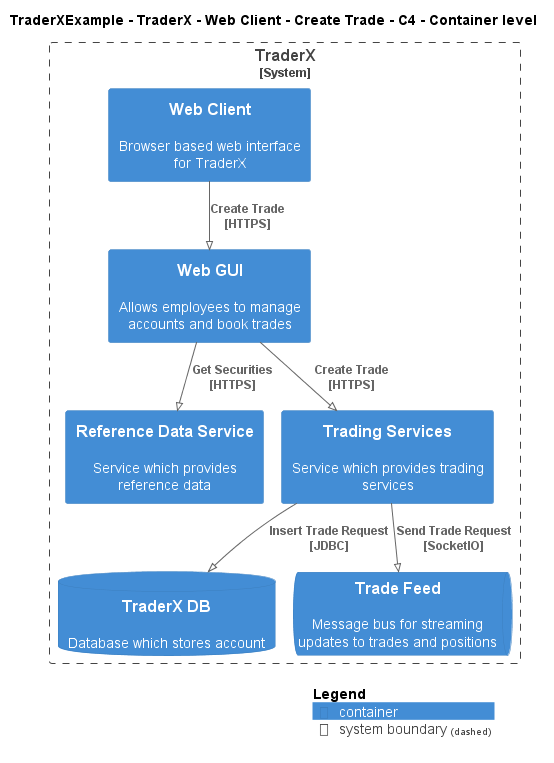 TraderXExample - TraderX - Web Client - Create Trade - C4 - Container level
TraderX
[System]
Web Client
Browser based web interface
for TraderX
Create Trade
[HTTPS]
Web GUI
Allows employees to manage
accounts and book trades
Get Securities
[HTTPS]
Create Trade
[HTTPS]
Reference Data Service
Service which provides
reference data
Trading Services
Service which provides trading
services
Insert Trade Request
[JDBC]
Send Trade Request
[SocketIO]
TraderX DB
Database which stores account
Trade Feed
Message bus for streaming
updates to trades and positions
Legend
container
system boundary (dashed)